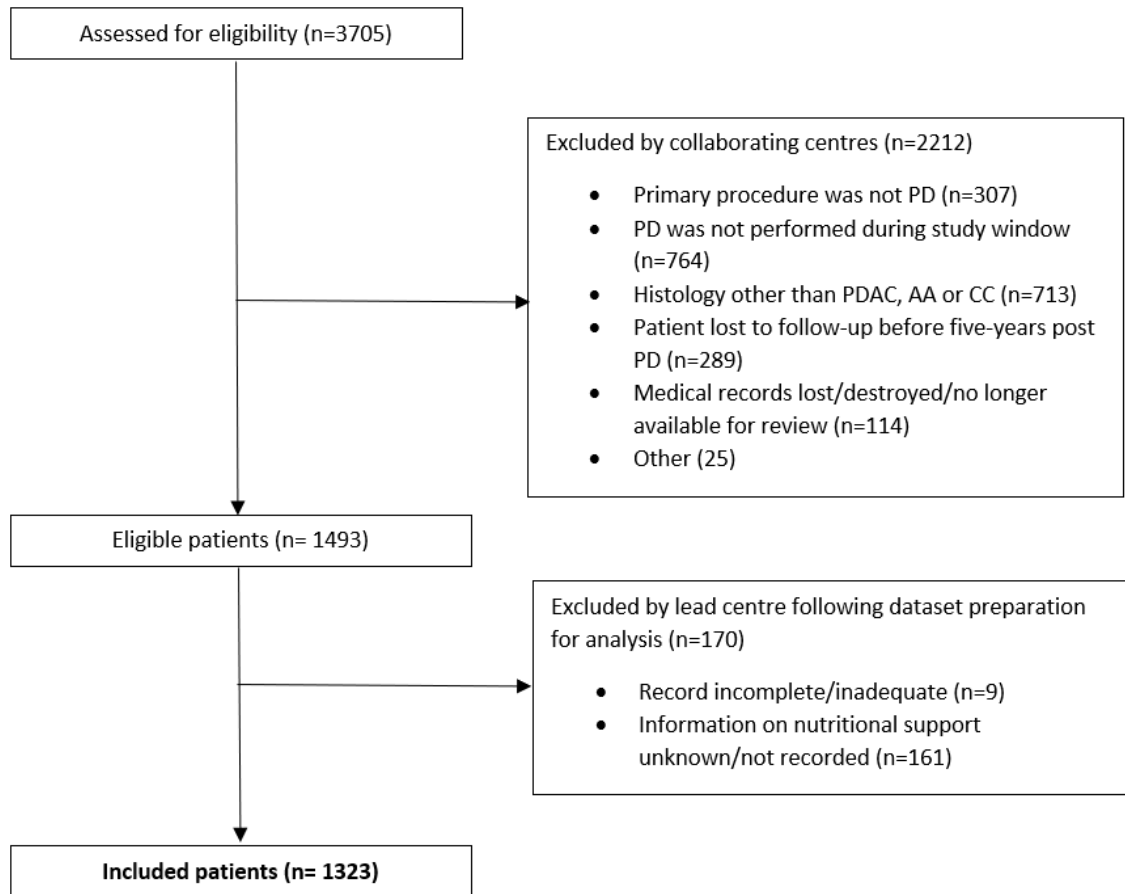 Assessed for eligibility (n=3705)
Excluded by collaborating centres (n=2212)
• Primary procedure was not PD (n=307)
• PD was not performed during study window
(n=764)
• Histology other than PDAC, AA or CC (n=713)
• Patient lost to follow-up before five-years post
PD (n=289)
• Medical records lost/destroyed/no longer
available for review (n=114)
• Other (25)
Eligible patients (n= 1493)
Excluded by lead centre following dataset preparation
for analysis (n=170)
• Record incomplete/inadequate (n=9)
• Information on nutritional support
unknown/not recorded (n=161)
Included patients (n= 1323)